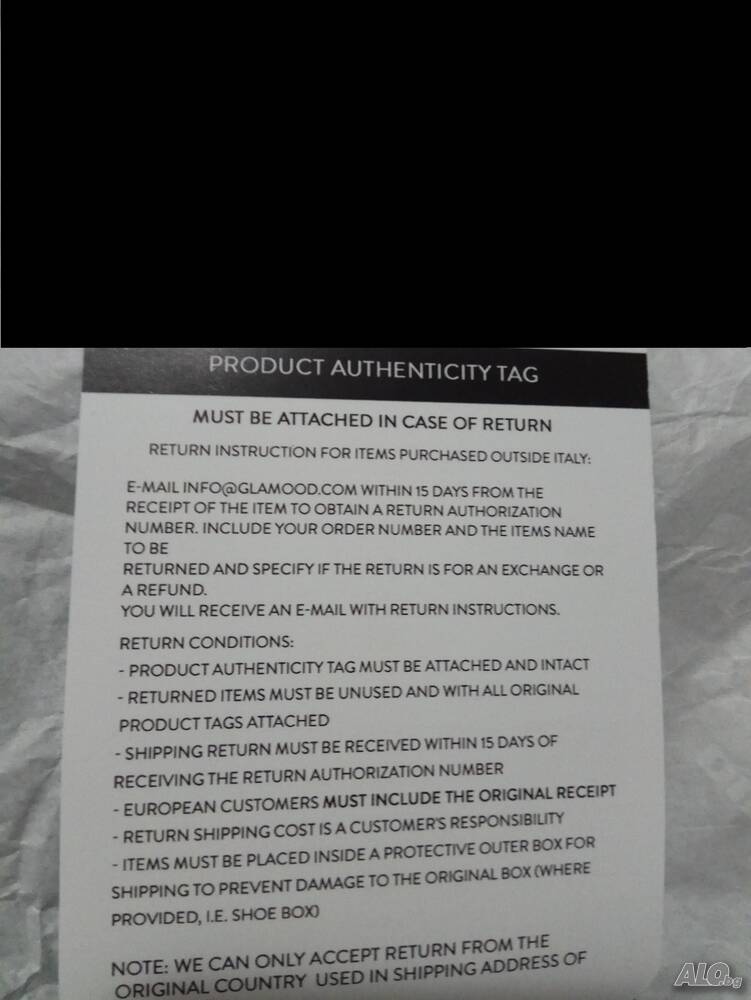 PRODUCT AUTHENTICITY TAG
MUST BE ATTACHED IN CASE OF RETURN
RETURN INSTRUCTION FOR ITEMS PURCHASED OUTSIDE ITALY:
E-MAIL INFO@GLAMOOD.COM WITHIN 15 DAYS FROM THE
RECEIPT OF THE ITEM TO OBTAIN A RETURN AUTHORIZATION
NUMBER. INCLUDE YOUR ORDER NUMBER AND THE ITEMS NAME
TO BE
RETURNED AND SPECIFY IF THE RETURN IS FOR AN EXCHANGE OR
A REFUND.
YOU WILL RECEIVE AN E-MAIL WITH RETURN INSTRUCTIONS.
RETURN CONDITIONS:
- PRODUCT AUTHENTICITY TAG MUST BE ATTACHED AND INTACT
- RETURNED ITEMS MUST BE UNUSED AND WITH ALL ORIGINAL
PRODUCT TAGS ATTACHED
- SHIPPING RETURN MUST BE RECEIVED WITHIN 15 DAYS OF
RECEIVING THE RETURN AUTHORIZATION NUMBER
- EUROPEAN CUSTOMERS MUST INCLUDE THE ORIGINAL RECEIPT
- RETURN SHIPPING COST IS A CUSTOMER'S RESPONSIBILITY
- ITEMS MUST BE PLACED INSIDE A PROTECTIVE OUTER BOX FOR
SHIPPING TO PREVENT DAMAGE TO THE ORIGINAL BOX (WHERE
PROVIDED, I.E. SHOE BOX)
NOTE: WE CAN ONLY ACCEPT RETURN FROM THE
ORIGINAL COUNTRY USED IN SHIPPING ADDRESS OF
ALO.bg